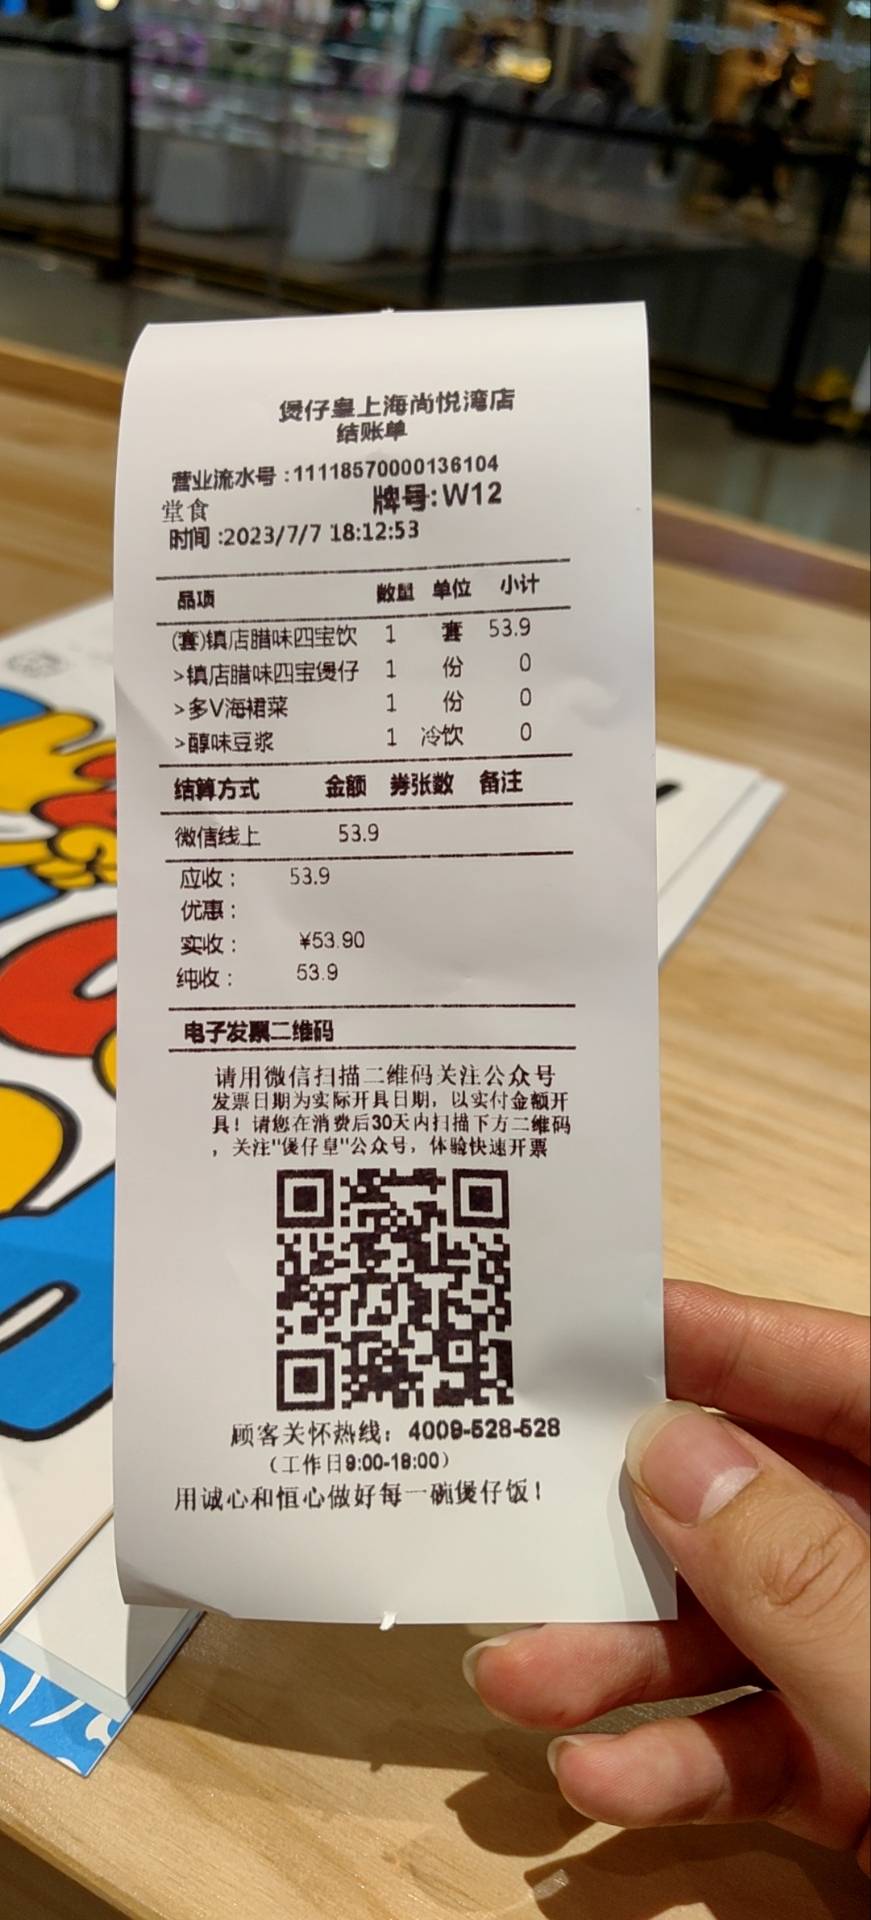 煲仔皇上海尚悦湾店
结账单
营业流水号:11118570000136104
堂食 牌号:W12
时间:2023/7/7 18:12:53
品项 数量 单位 小计
(套)镇店腊味四宝饮 1 套 53.9
>镇店腊味四宝煲仔 1 份 0
>多V海裙菜 1 份 0
>醇味豆浆 1 冷饮 0
结算方式 金额 券张数 备注
微信线上 53.9
应收: 53.9
优惠:
实收: ¥53.90
纯收: 53.9
电子发票二维码
请用微信扫描二维码关注公众号
发票日期为实际开具日期，以实付金额开
具！请您在消费后30天内扫描下方二维码
，关注"煲仔皇"公众号，体验快速开票
顾客关怀热线：4009-528-528
（工作日9:00-18:00）
用诚心和恒心做好每一碗煲仔饭！